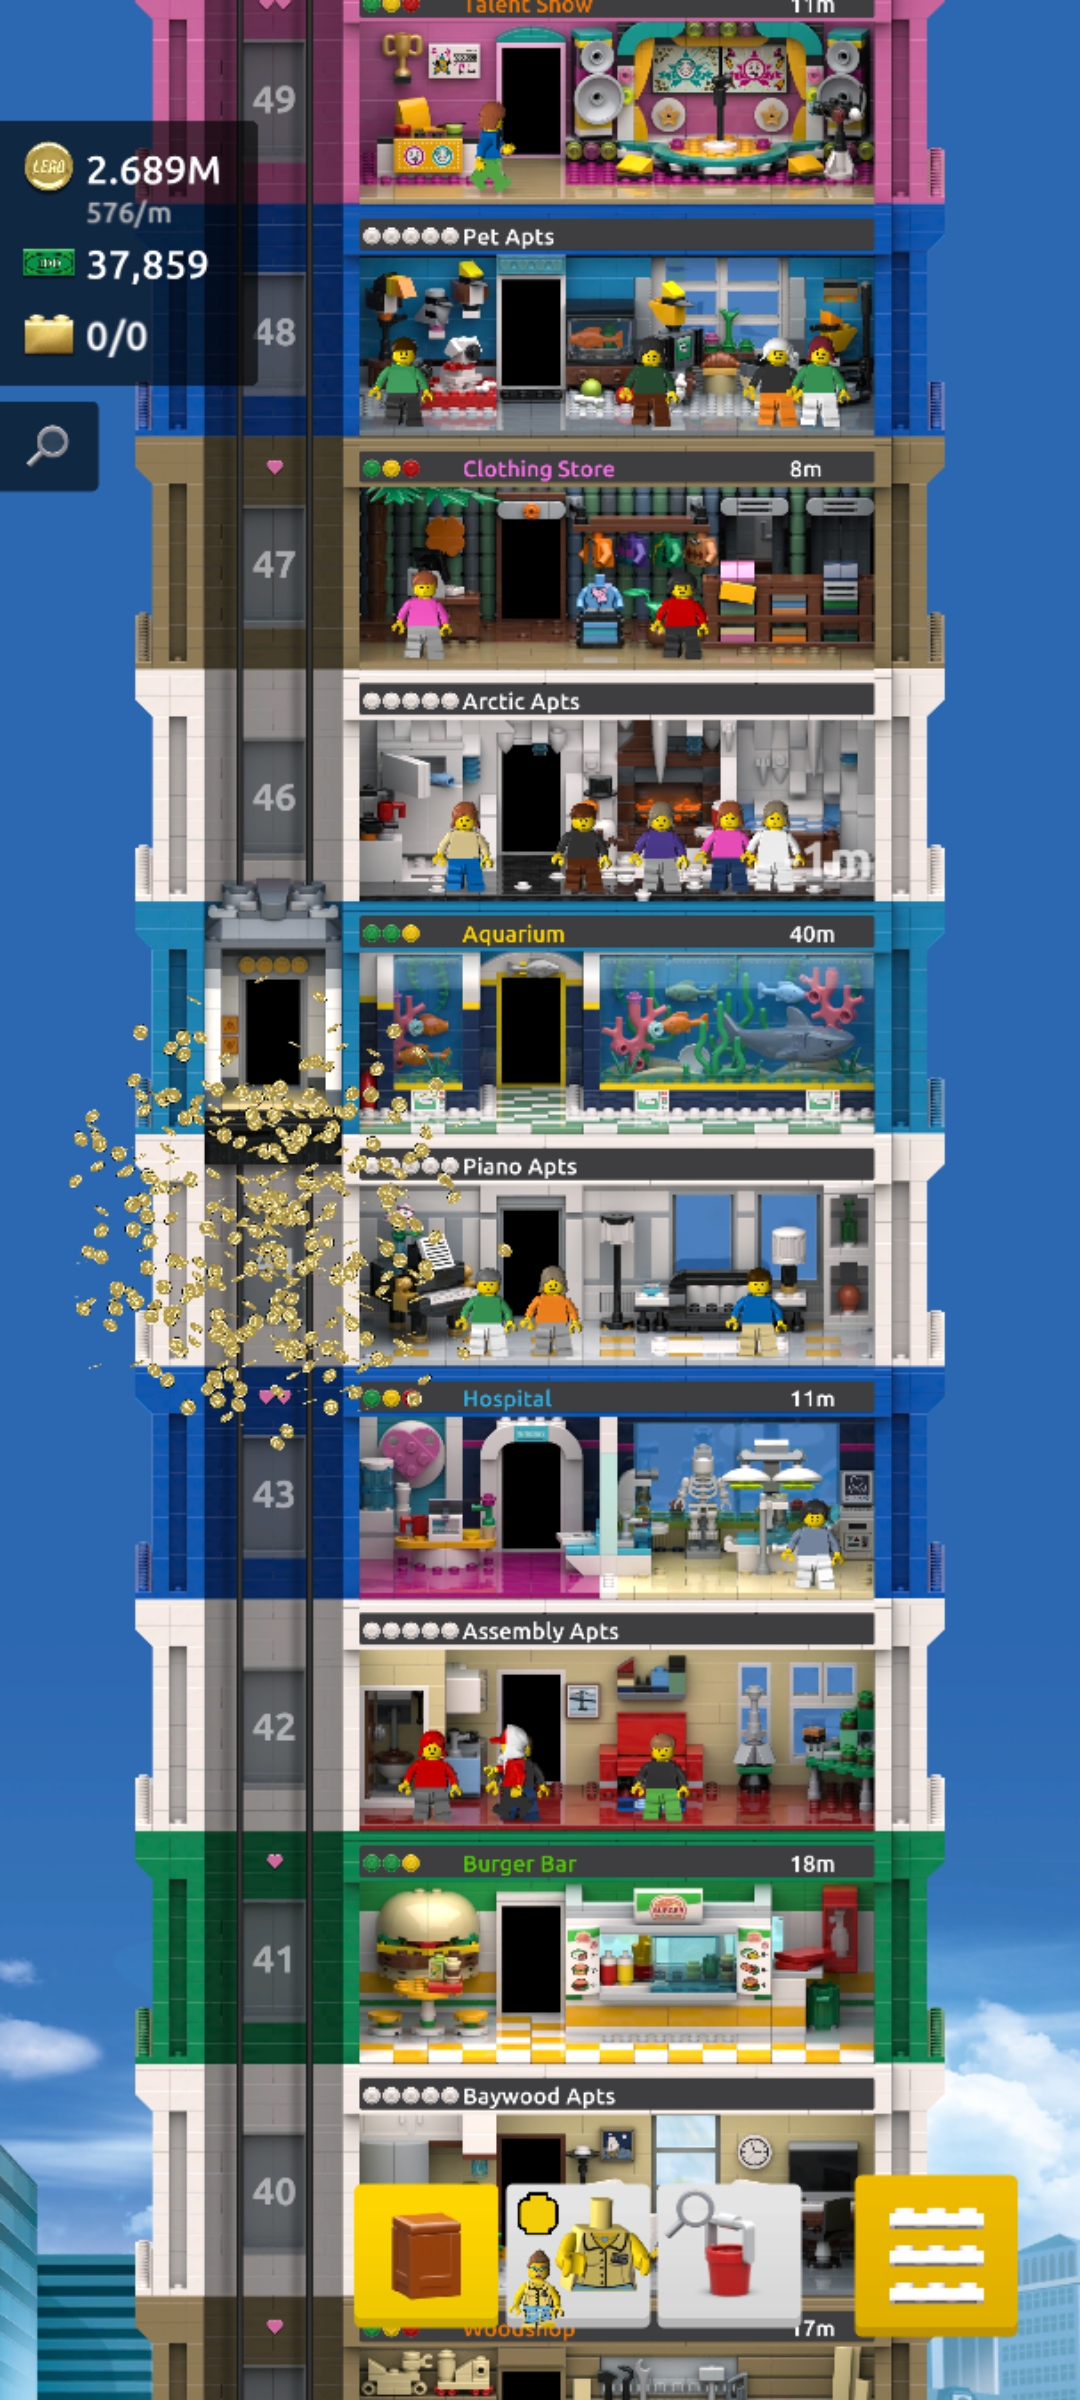 Talent Show 11m
49
LEGO 2.689M
576/m
37,859
0/0
Pet Apts
48
Clothing Store 8m
47
Arctic Apts
46
1m
Aquarium 40m
Piano Apts
Hospital 11m
43
Assembly Apts
42
Burger Bar 18m
41
Baywood Apts
40
Woodshop 17m